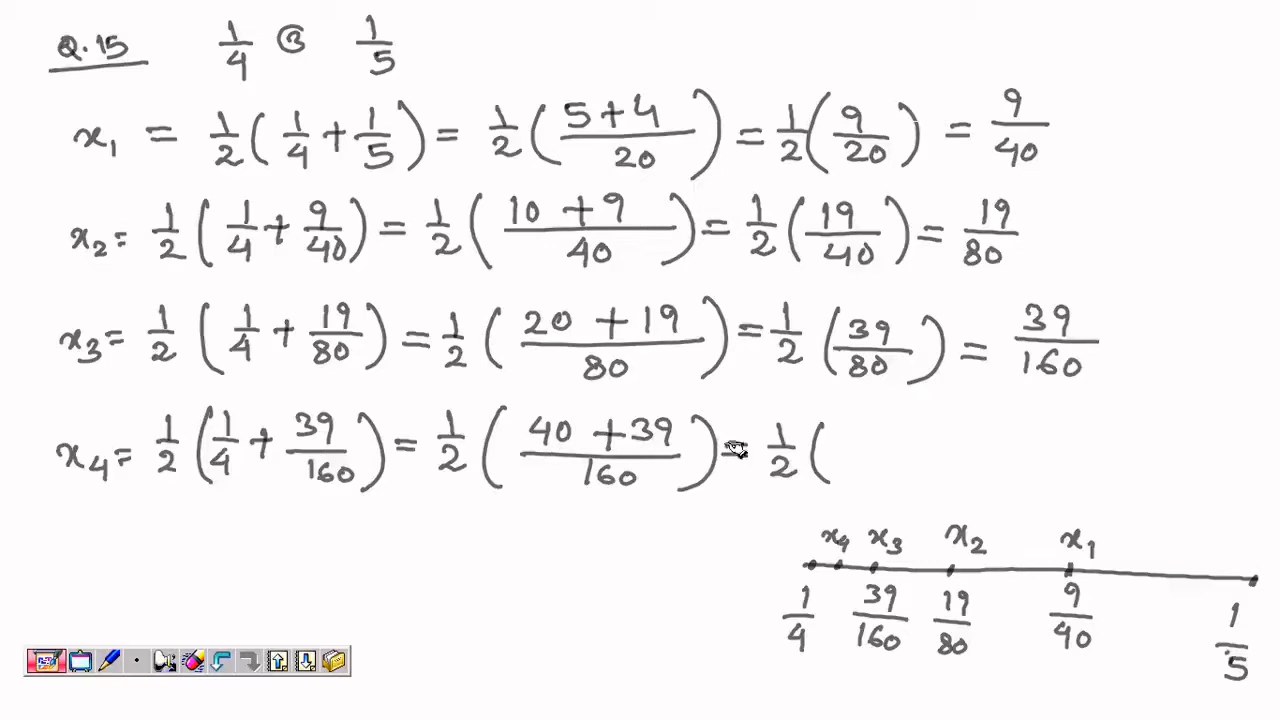 Q.15 1/4 & 1/5
x₁ = 1/2 ( 1/4 + 1/5 ) = 1/2 ( 5+4 / 20 ) = 1/2 ( 9/20 ) = 9/40
x₂ = 1/2 ( 1/4 + 9/40 ) = 1/2 ( 10 + 9 / 40 ) = 1/2 ( 19/40 ) = 19/80
x₃ = 1/2 ( 1/4 + 19/80 ) = 1/2 ( 20 + 19 / 80 ) = 1/2 ( 39/80 ) = 39/160
x₄ = 1/2 ( 1/4 + 39/160 ) = 1/2 ( 40 + 39 / 160 ) = 1/2 (
x₄ x₃ x₂ x₁
1/4 39/160 19/80 9/40 1/5